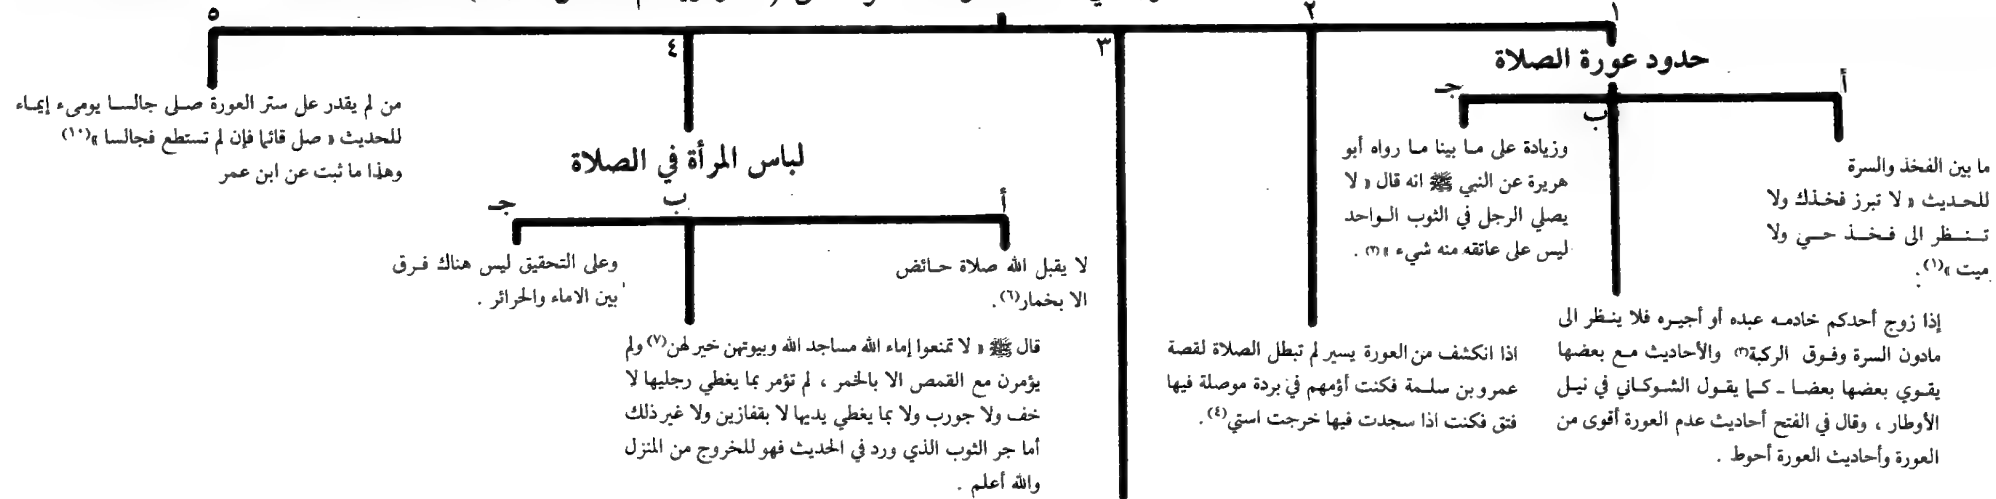 ١
٢
٣
٤
٥
حدود عورة الصلاة
أ
ب
جـ
ما بين الفخذ والسرة
للحديث « لا تبرز فخذك ولا
تنظر الى فخذ حي ولا
ميت »(١) .
إذا زوج أحدكم خادمه عبده أو أجيره فلا ينظر الى
مادون السرة وفوق الركبة(٢) والأحاديث مع بعضها
يقوي بعضها بعضا ـ كما يقول الشوكاني في نيل
الأوطار ، وقال في الفتح أحاديث عدم العورة أقوى من
العورة وأحاديث العورة أحوط .
وزيادة على ما بينا ما رواه أبو
هريرة عن النبي ﷺ انه قال « لا
يصلي الرجل في الثوب الواحد
ليس على عاتقه منه شيء »(٣) .
اذا انكشف من العورة يسير لم تبطل الصلاة لقصة
عمرو بن سلمة فكنت أؤمهم في بردة موصلة فيها
فتق فكنت اذا سجدت فيها خرجت استي(٤) .
لباس المرأة في الصلاة
أ
ب
جـ
لا يقبل الله صلاة حائض
الا بخمار(٦) .
قال ﷺ « لا تمنعوا إماء الله مساجد الله وبيوتهن خير لهن(٧) ولم
يؤمرن مع القمص الا بالخمر ، لم تؤمر بما يغطي رجليها لا
خف ولا جورب ولا بما يغطي يديها لا بقفازين ولا غير ذلك
أما جر الثوب الذي ورد في الحديث فهو للخروج من المنزل
والله أعلم .
وعلى التحقيق ليس هناك فرق
بين الاماء والحرائر .
من لم يقدر عل ستر العورة صلى جالسا يومىء إيماء
للحديث « صل قائما فإن لم تستطع فجالسا »(١٠)
وهذا ما ثبت عن ابن عمر